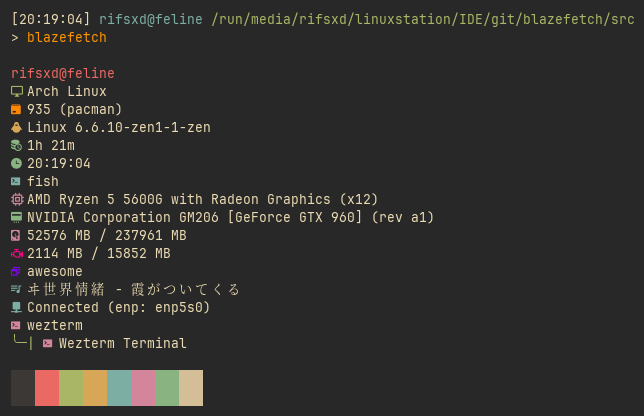 [20:19:04] rifsxd@feline /run/media/rifsxd/linuxstation/IDE/git/blazefetch/src
> blazefetch
rifsxd@feline
Arch Linux
935 (pacman)
Linux 6.6.10-zen1-1-zen
1h 21m
20:19:04
fish
AMD Ryzen 5 5600G with Radeon Graphics (x12)
NVIDIA Corporation GM206 [GeForce GTX 960] (rev a1)
52576 MB / 237961 MB
2114 MB / 15852 MB
awesome
ヰ世界情緒 - 霞がついてくる
Connected (enp: enp5s0)
wezterm
╰─| Wezterm Terminal